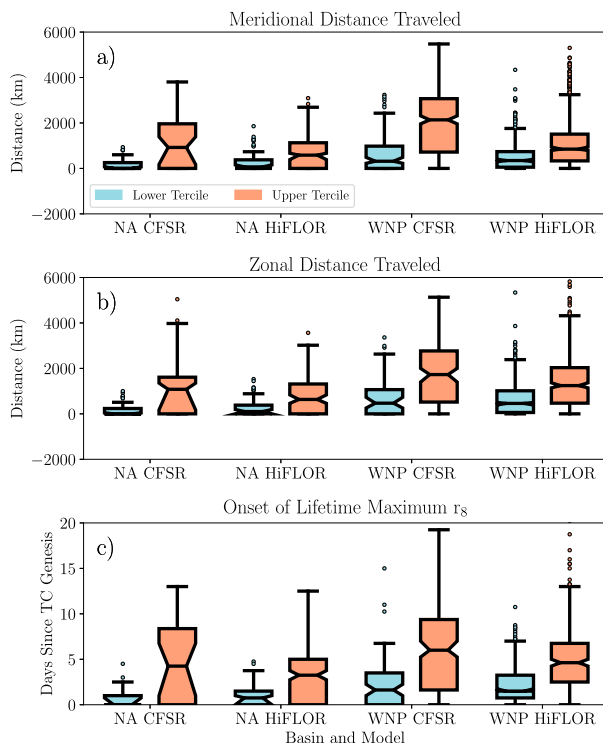 Meridional Distance Traveled
a)
6000
4000
2000
0
−2000
Distance (km)
Lower Tercile
Upper Tercile
NA CFSR
NA HiFLOR
WNP CFSR
WNP HiFLOR
Zonal Distance Traveled
b)
6000
4000
2000
0
−2000
Distance (km)
NA CFSR
NA HiFLOR
WNP CFSR
WNP HiFLOR
Onset of Lifetime Maximum r₈
c)
20
15
10
5
0
Days Since TC Genesis
NA CFSR
NA HiFLOR
WNP CFSR
WNP HiFLOR
Basin and Model